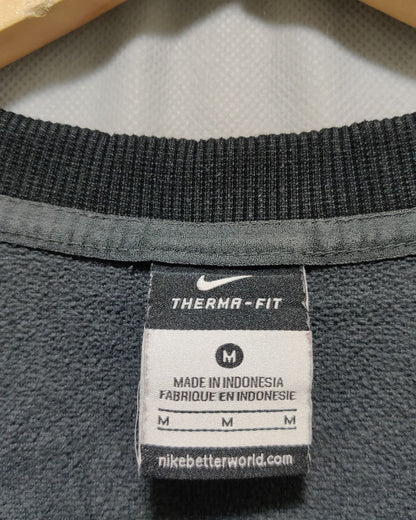 THERMA-FIT
M
MADE IN INDONESIA
FABRIQUE EN INDONESIE
M M M
nikebetterworld.com